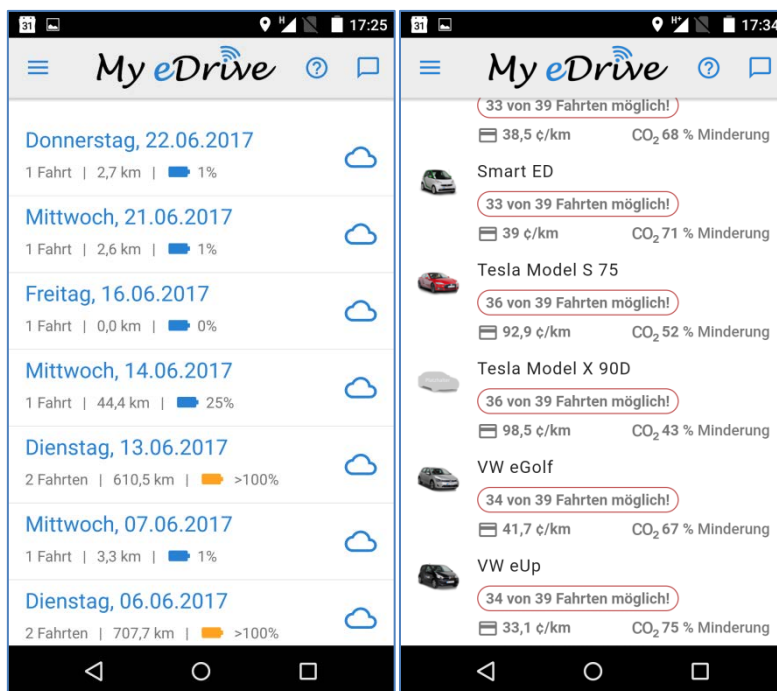 31 H 17:25
My eDrive
Donnerstag, 22.06.2017
1 Fahrt | 2,7 km | 1%
Mittwoch, 21.06.2017
1 Fahrt | 2,6 km | 1%
Freitag, 16.06.2017
1 Fahrt | 0,0 km | 0%
Mittwoch, 14.06.2017
1 Fahrt | 44,4 km | 25%
Dienstag, 13.06.2017
2 Fahrten | 610,5 km | >100%
Mittwoch, 07.06.2017
1 Fahrt | 3,3 km | 1%
Dienstag, 06.06.2017
2 Fahrten | 707,7 km | >100%
31 H+ 17:34
My eDrive
33 von 39 Fahrten möglich!
38,5 ¢/km CO₂ 68 % Minderung
Smart ED
33 von 39 Fahrten möglich!
39 ¢/km CO₂ 71 % Minderung
Tesla Model S 75
36 von 39 Fahrten möglich!
92,9 ¢/km CO₂ 52 % Minderung
Tesla Model X 90D
36 von 39 Fahrten möglich!
98,5 ¢/km CO₂ 43 % Minderung
VW eGolf
34 von 39 Fahrten möglich!
41,7 ¢/km CO₂ 67 % Minderung
VW eUp
34 von 39 Fahrten möglich!
33,1 ¢/km CO₂ 75 % Minderung